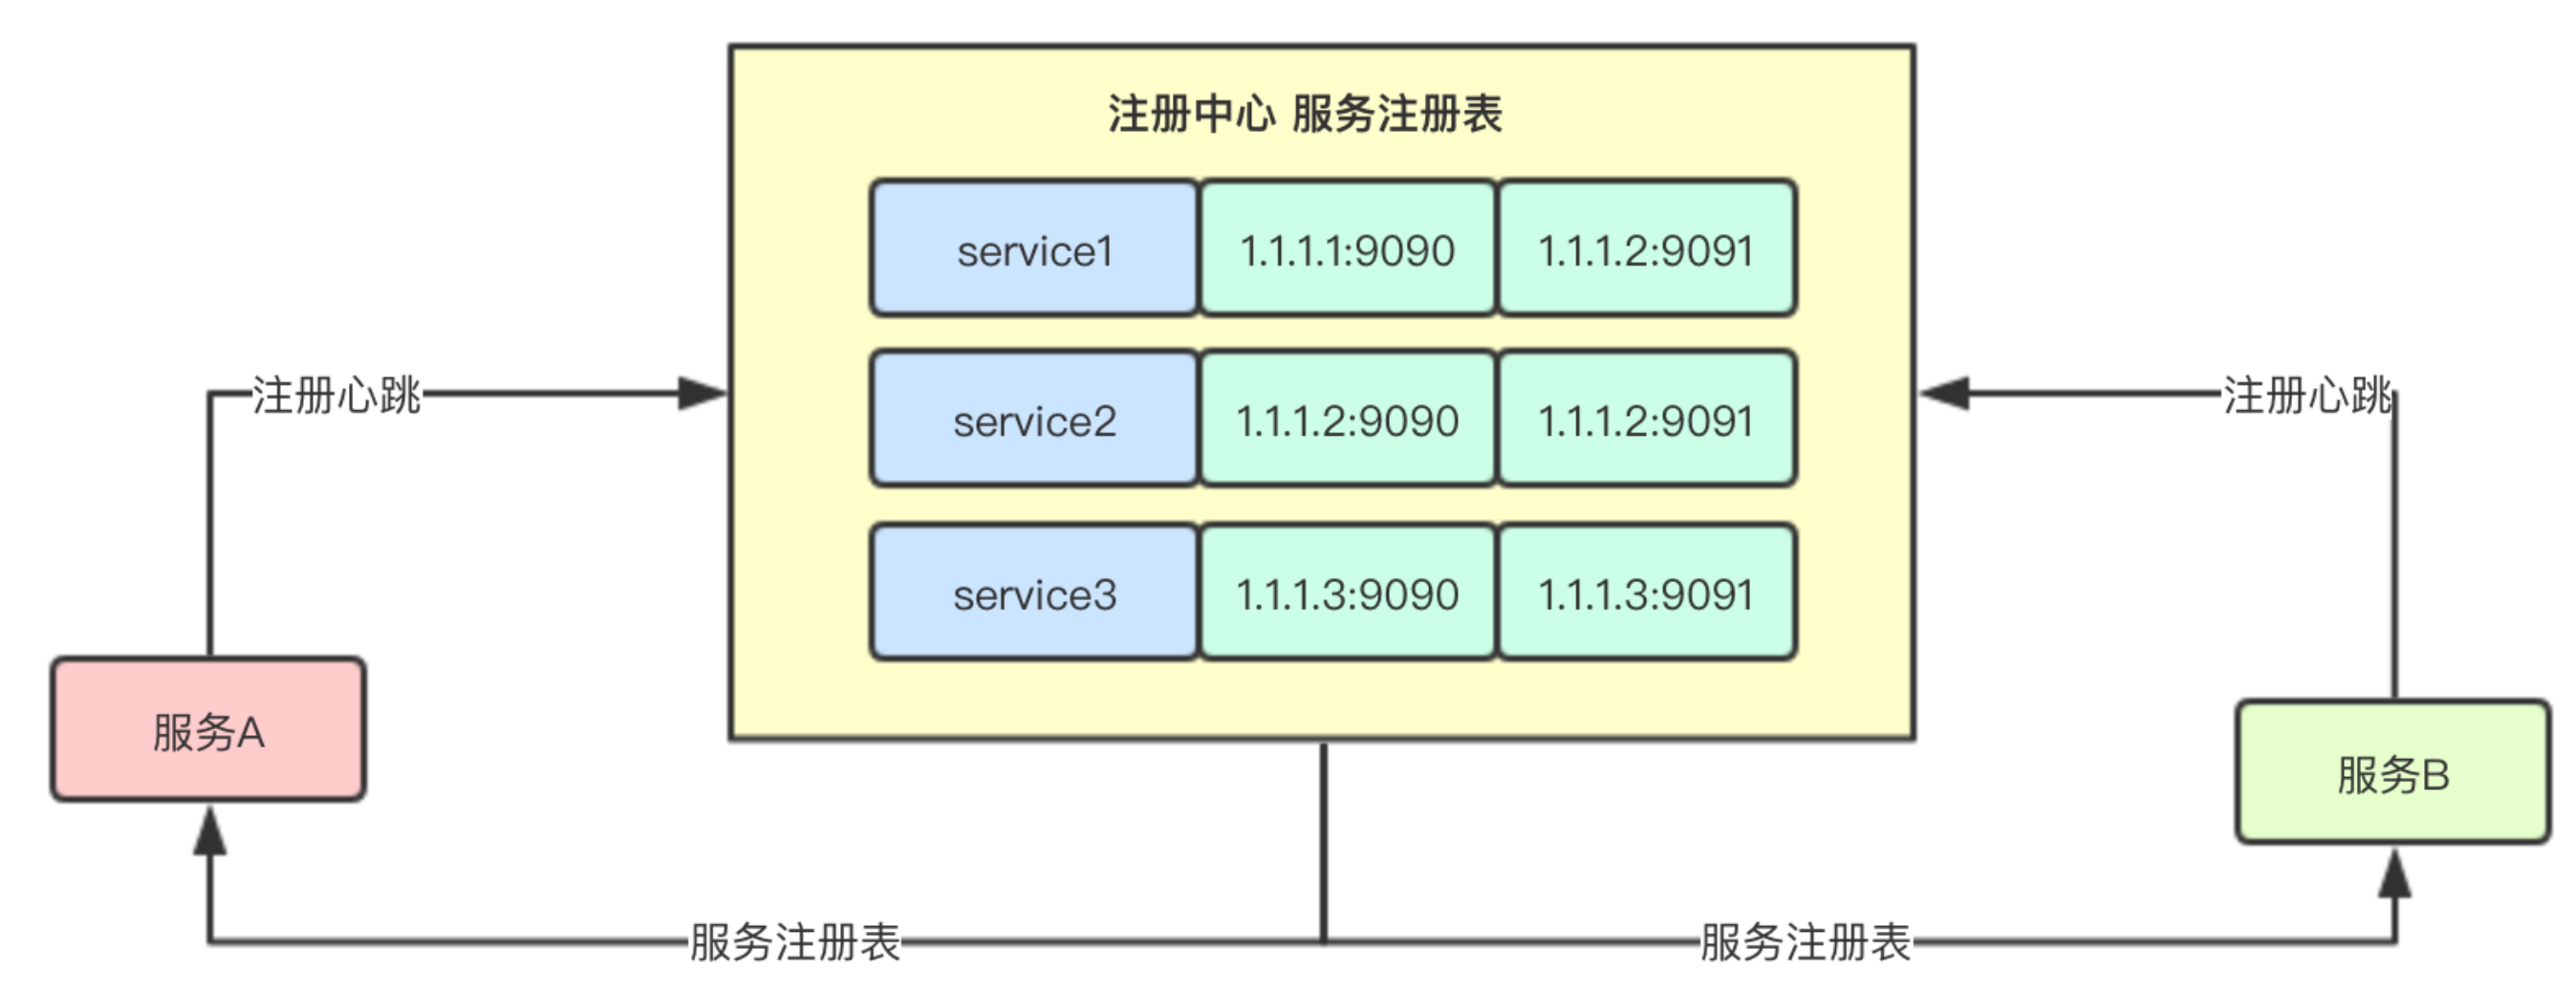 注册中心 服务注册表
service1 1.1.1.1:9090 1.1.1.2:9091
注册心跳
注册心跳
service2 1.1.1.2:9090 1.1.1.2:9091
service3 1.1.1.3:9090 1.1.1.3:9091
服务A
服务B
服务注册表
服务注册表